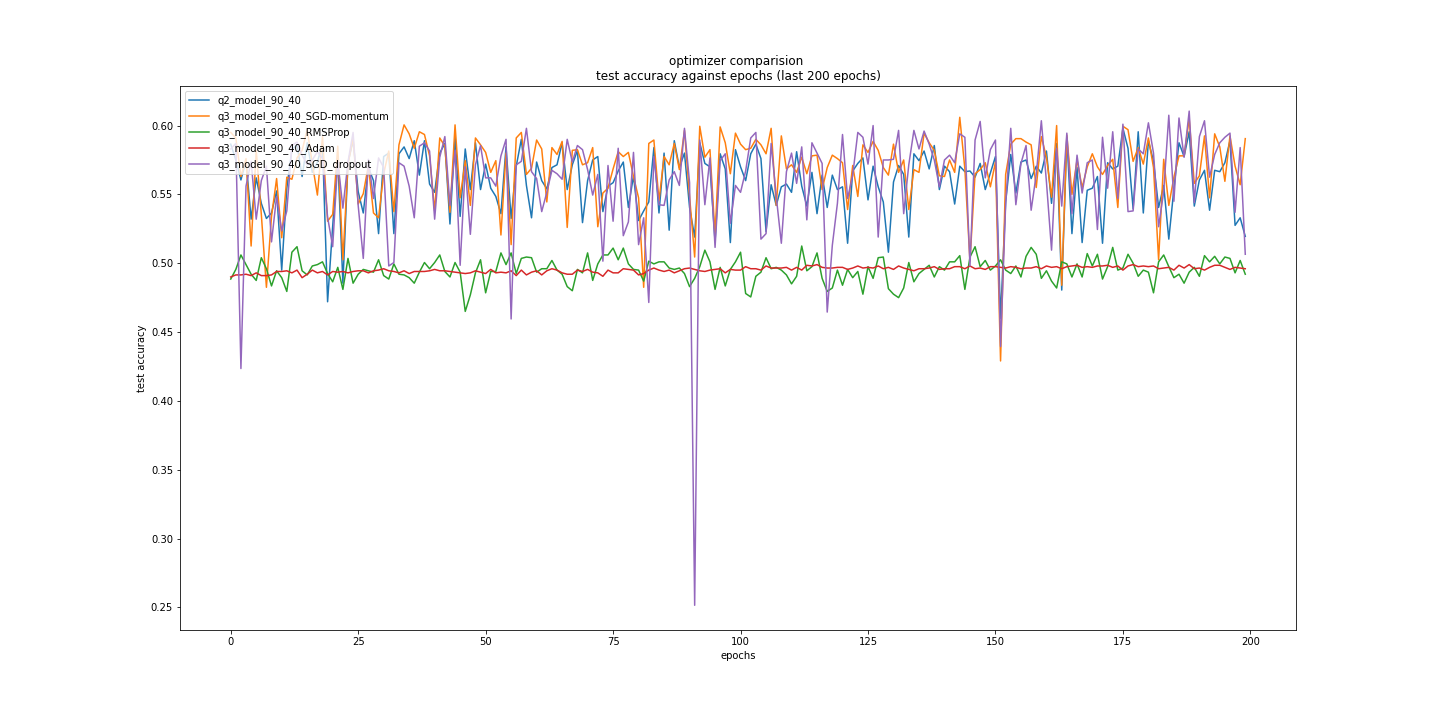 optimizer comparision
test accuracy against epochs (last 200 epochs)
q2_model_90_40
q3_model_90_40_SGD-momentum
q3_model_90_40_RMSProp
q3_model_90_40_Adam
q3_model_90_40_SGD_dropout
0.60
0.55
0.50
0.45
0.40
0.35
0.30
0.25
test accuracy
0 25 50 75 100 125 150 175 200
epochs